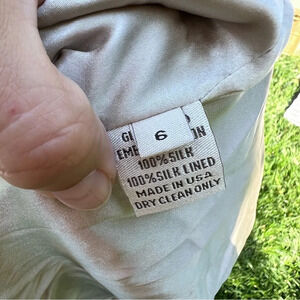 6
100% SILK
100% SILK LINED
MADE IN USA
DRY CLEAN ONLY